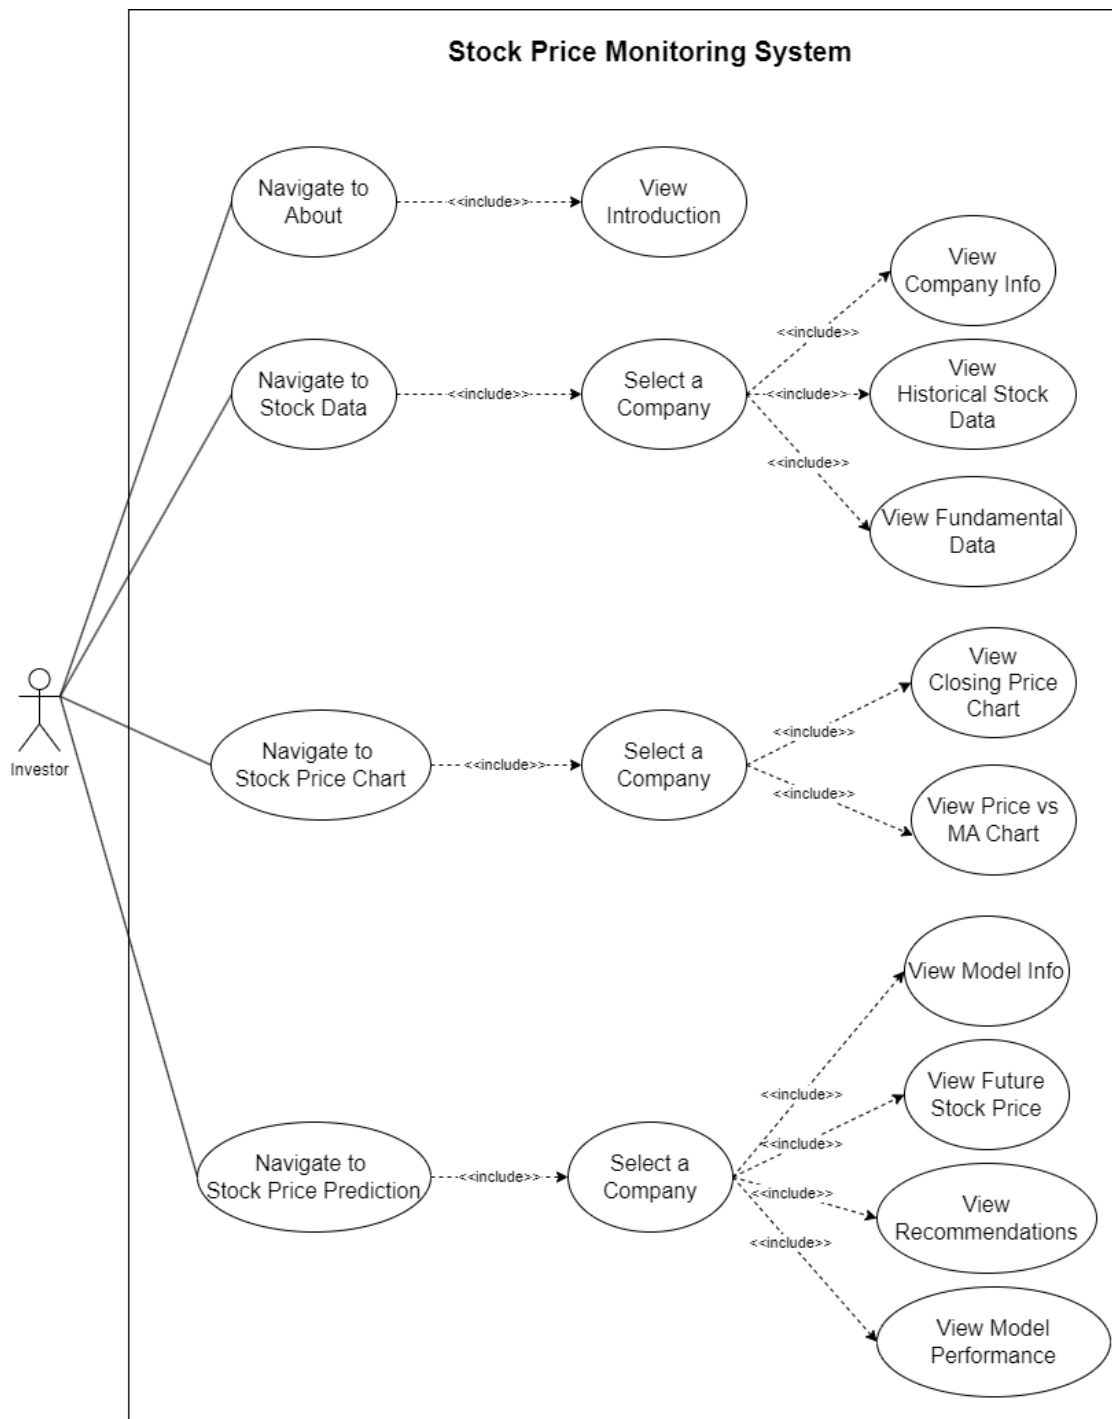 Stock Price Monitoring System
Navigate to
About
<<include>>
View
Introduction
View
Company Info
<<include>>
Navigate to
Stock Data
<<include>>
Select a
Company
<<include>>
View
Historical Stock
Data
<<include>>
View Fundamental
Data
Investor
View
Closing Price
Chart
<<include>>
Navigate to
Stock Price Chart
<<include>>
Select a
Company
<<include>>
View Price vs
MA Chart
View Model Info
<<include>>
View Future
Stock Price
<<include>>
Navigate to
Stock Price Prediction
<<include>>
Select a
Company
<<include>>
View
Recommendations
<<include>>
View Model
Performance